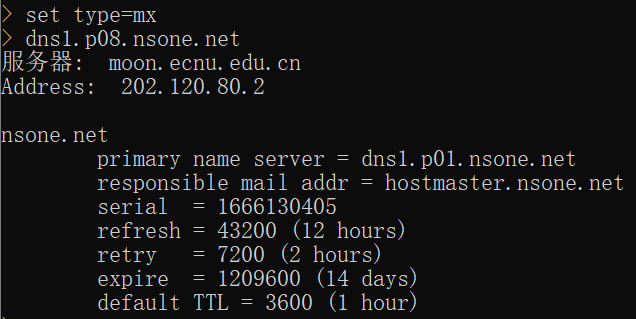 > set type=mx
> dns1.p08.nsone.net
服务器:  moon.ecnu.edu.cn
Address:  202.120.80.2

nsone.net
        primary name server = dns1.p01.nsone.net
        responsible mail addr = hostmaster.nsone.net
        serial  = 1666130405
        refresh = 43200 (12 hours)
        retry   = 7200 (2 hours)
        expire  = 1209600 (14 days)
        default TTL = 3600 (1 hour)